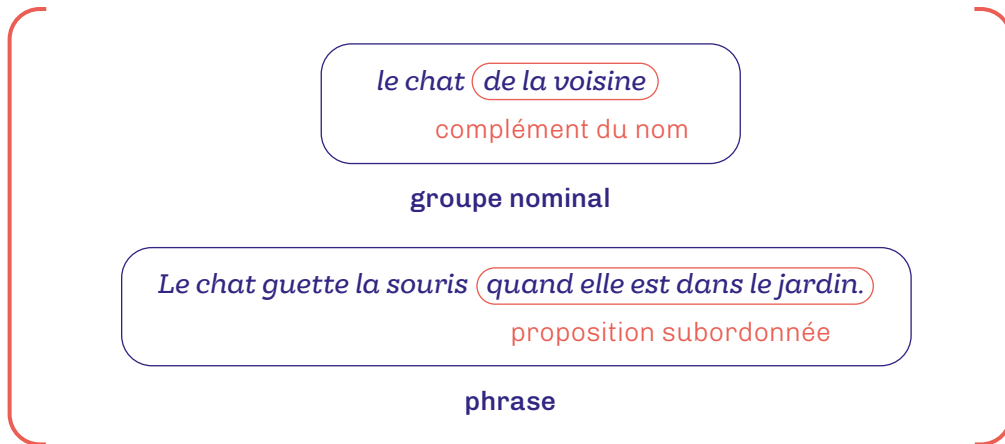 le chat de la voisine
complément du nom
groupe nominal
Le chat guette la souris quand elle est dans le jardin.
proposition subordonnée
phrase